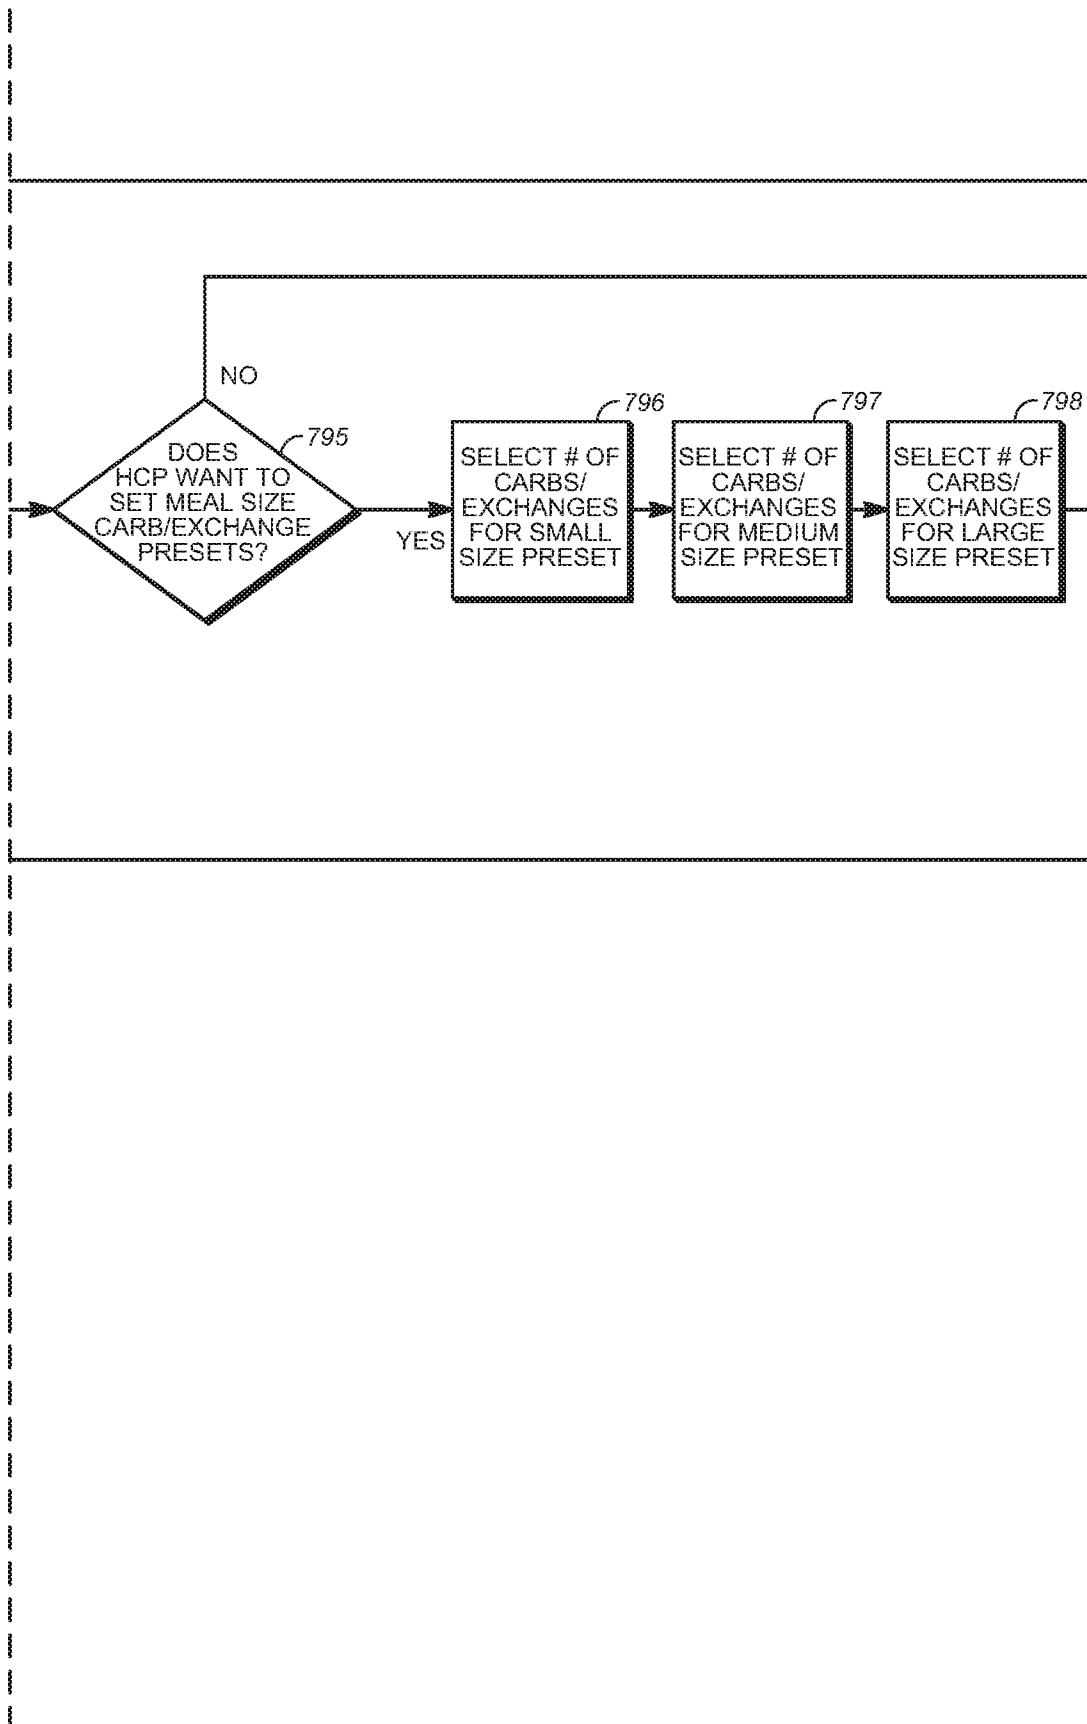 NO
795
DOES
HCP WANT TO
SET MEAL SIZE
CARB/EXCHANGE
PRESETS?
YES
796
SELECT # OF
CARBS/
EXCHANGES
FOR SMALL
SIZE PRESET
797
SELECT # OF
CARBS/
EXCHANGES
FOR MEDIUM
SIZE PRESET
798
SELECT # OF
CARBS/
EXCHANGES
FOR LARGE
SIZE PRESET